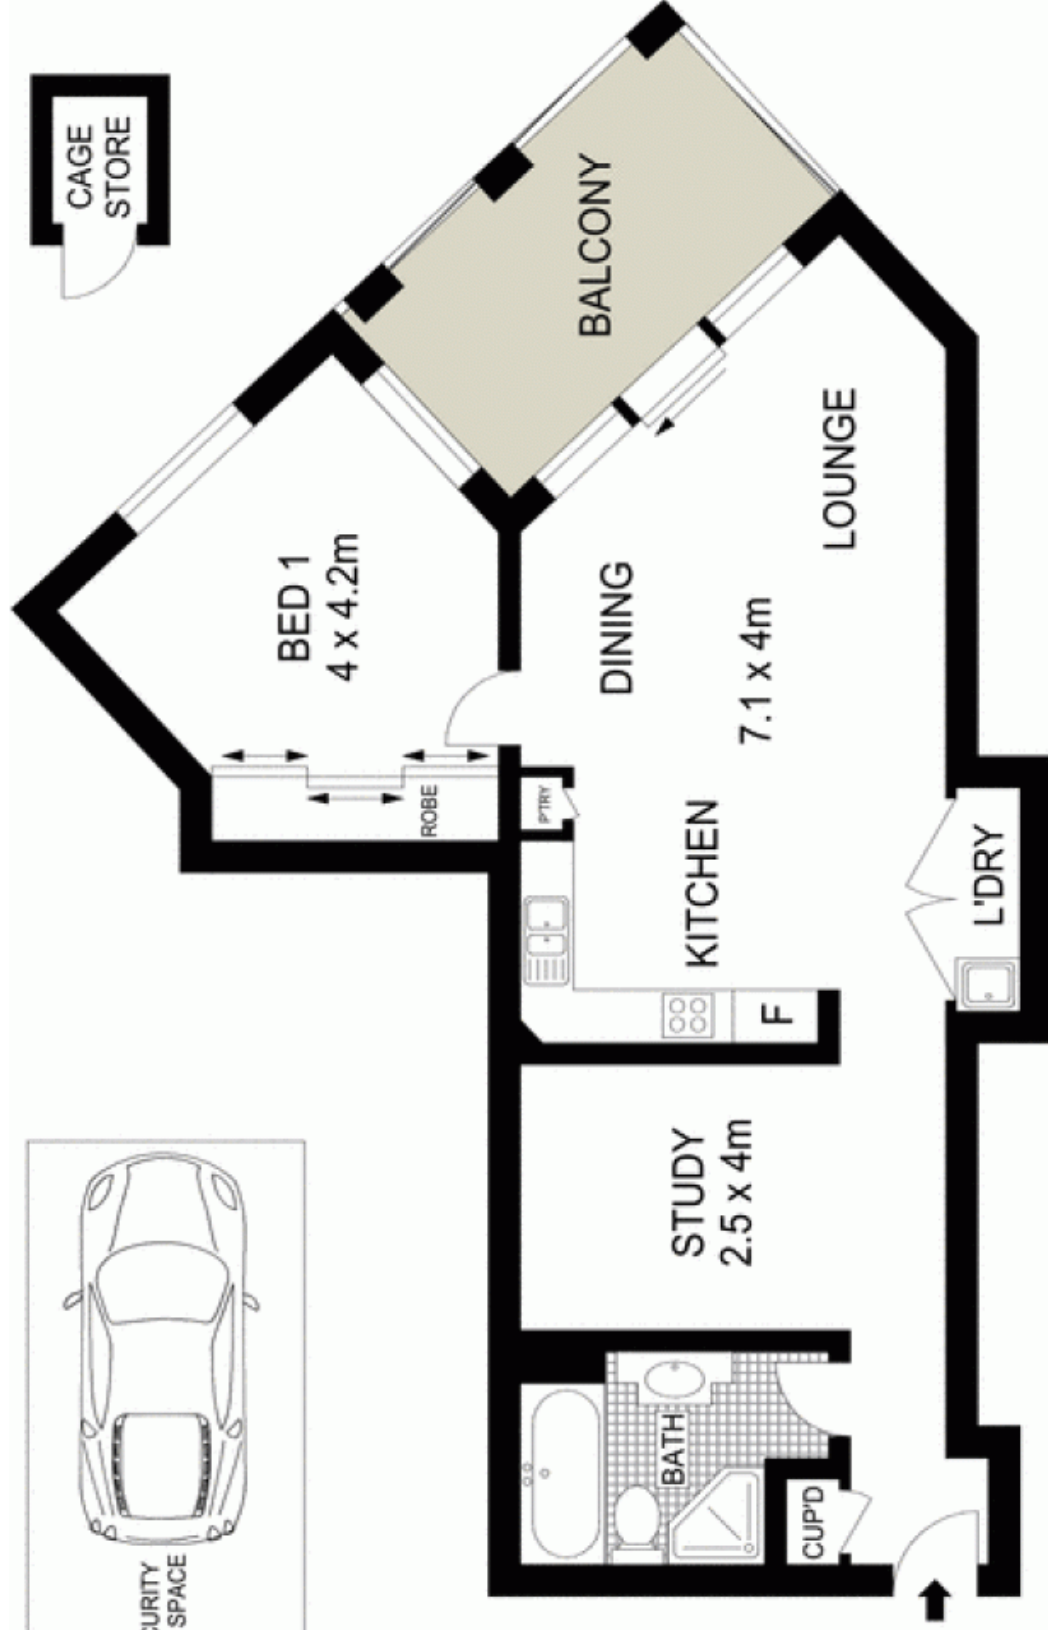 CAGE
STORE
BALCONY
BED 1
4 x 4.2m
LOUNGE
DINING
7.1 x 4m
ROBE
P'TRY
KITCHEN
L'DRY
F
STUDY
2.5 x 4m
BATH
CUP'D
CURITY
SPACE